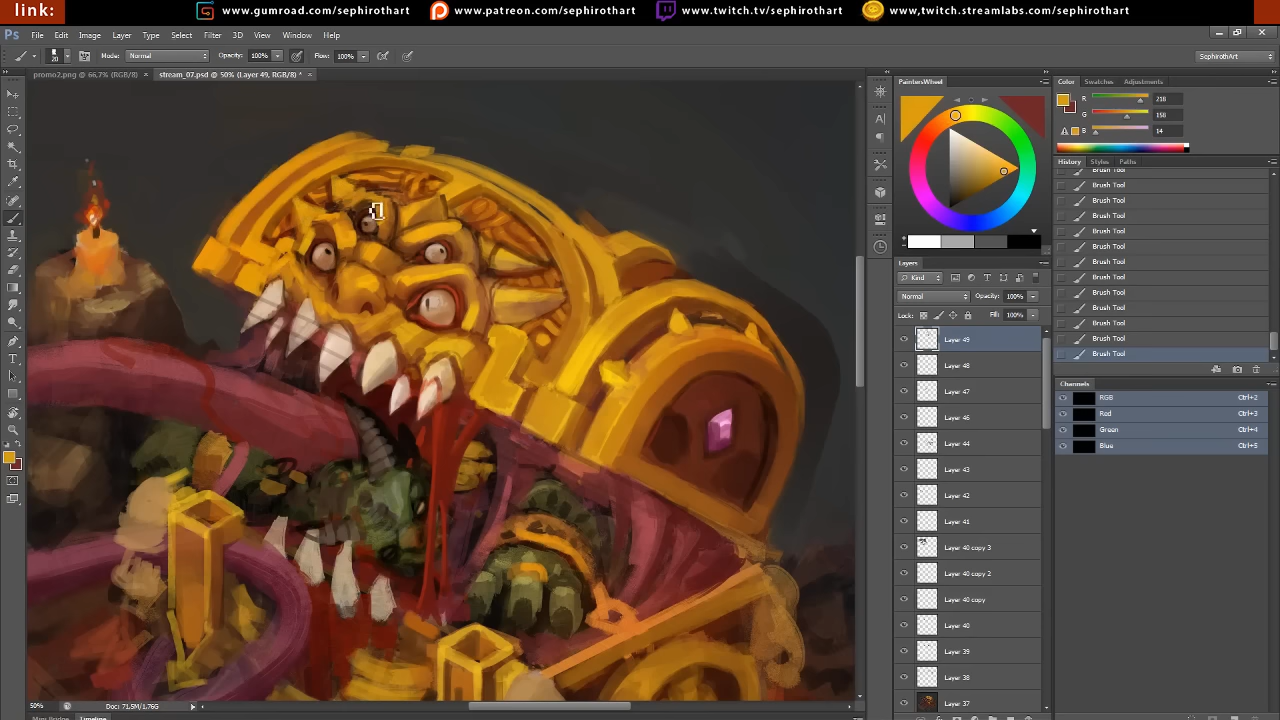 link:
www.gumroad.com/sephirothart
www.patreon.com/sephirothart
www.twitch.tv/sephirothart
www,twitch.streamlabs.com/sephirothart
Ps File Edit Image Layer Type Select Filter 3D View Window Help
20 Mode: Normal Opacity: 100% Flow: 100% SephirothArt
promo2.png @ 66,7% (RGB/8) × stream_07.psd @ 50% (Layer 49, RGB/8) * ×
PaintersWheel
Color Swatches Adjustments
R 218
G 158
B 14
History Styles Paths
Brush Tool
Brush Tool
Brush Tool
Brush Tool
Brush Tool
Brush Tool
Brush Tool
Brush Tool
Brush Tool
Brush Tool
Brush Tool
Brush Tool
Brush Tool
Layers
Kind
Normal Opacity: 100%
Lock: Fill: 100%
Layer 49
Layer 48
Layer 47
Layer 46
Layer 44
Layer 43
Layer 42
Layer 41
Layer 40 copy 3
Layer 40 copy 2
Layer 40 copy
Layer 40
Layer 39
Layer 38
Layer 37
Channels
RGB Ctrl+2
Red Ctrl+3
Green Ctrl+4
Blue Ctrl+5
50% Doc: 71,5M/1,76G
Mini Bridge Timeline